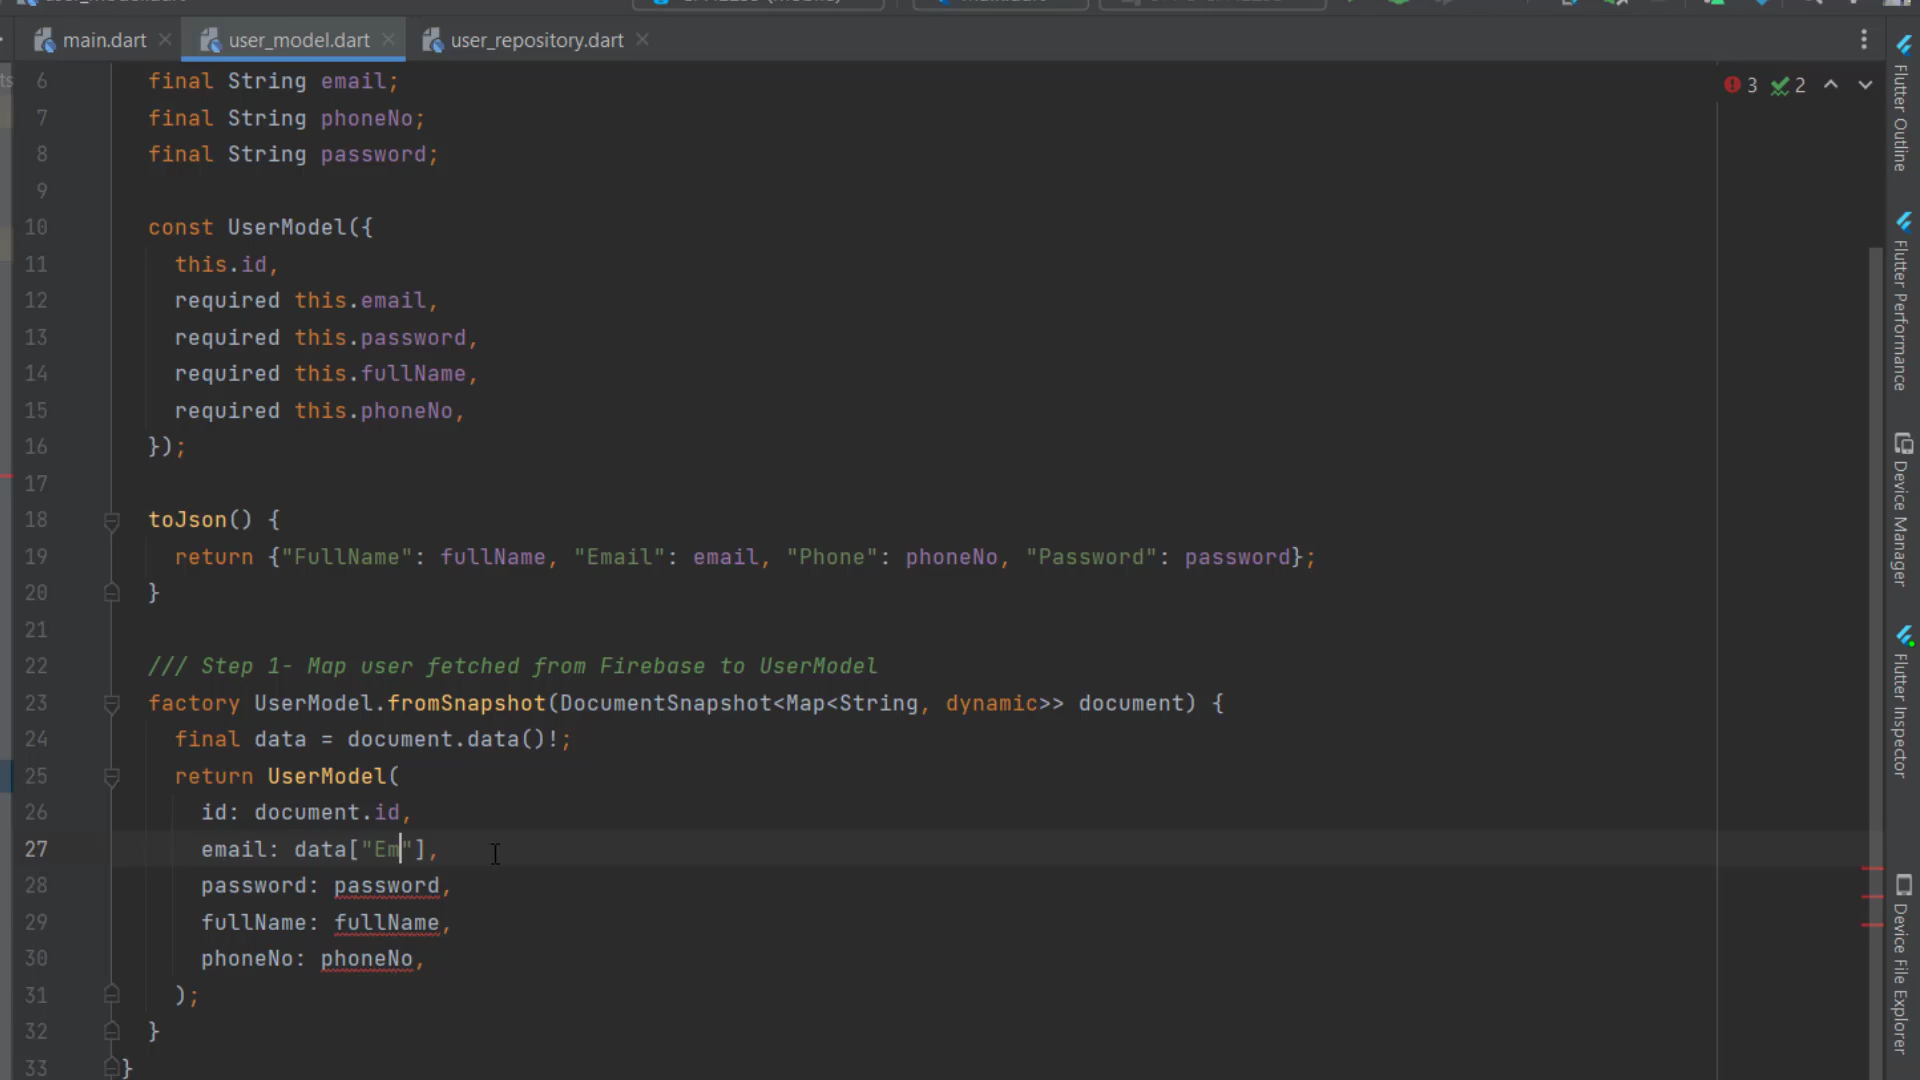 main.dart
user_model.dart
user_repository.dart
3
2
6 final String email;
7 final String phoneNo;
8 final String password;
9
10 const UserModel({
11 this.id,
12 required this.email,
13 required this.password,
14 required this.fullName,
15 required this.phoneNo,
16 });
17
18 toJson() {
19 return {"FullName": fullName, "Email": email, "Phone": phoneNo, "Password": password};
20 }
21
22 /// Step 1- Map user fetched from Firebase to UserModel
23 factory UserModel.fromSnapshot(DocumentSnapshot<Map<String, dynamic>> document) {
24 final data = document.data()!;
25 return UserModel(
26 id: document.id,
27 email: data["Em"],
28 password: password,
29 fullName: fullName,
30 phoneNo: phoneNo,
31 );
32 }
33 }
Flutter Outline
Flutter Performance
Device Manager
Flutter Inspector
Device File Explorer